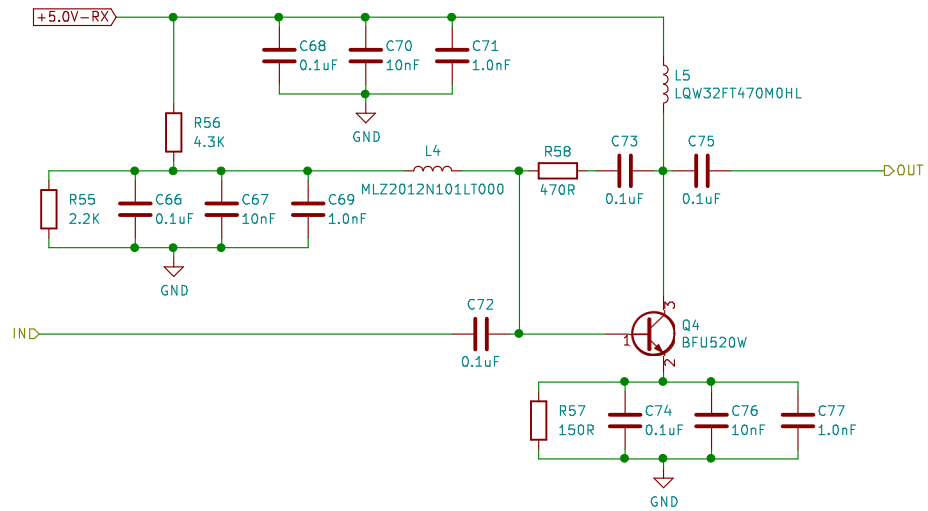 +5.0V-RX
C68
0.1uF
C70
10nF
C71
1.0nF
GND
L5
LQW32FT470M0HL
R56
4.3K
R55
2.2K
C66
0.1uF
C67
10nF
C69
1.0nF
GND
L4
MLZ2012N101LT000
R58
470R
C73
0.1uF
C75
0.1uF
OUT
IN
C72
0.1uF
1
3
2
Q4
BFU520W
R57
150R
C74
0.1uF
C76
10nF
C77
1.0nF
GND